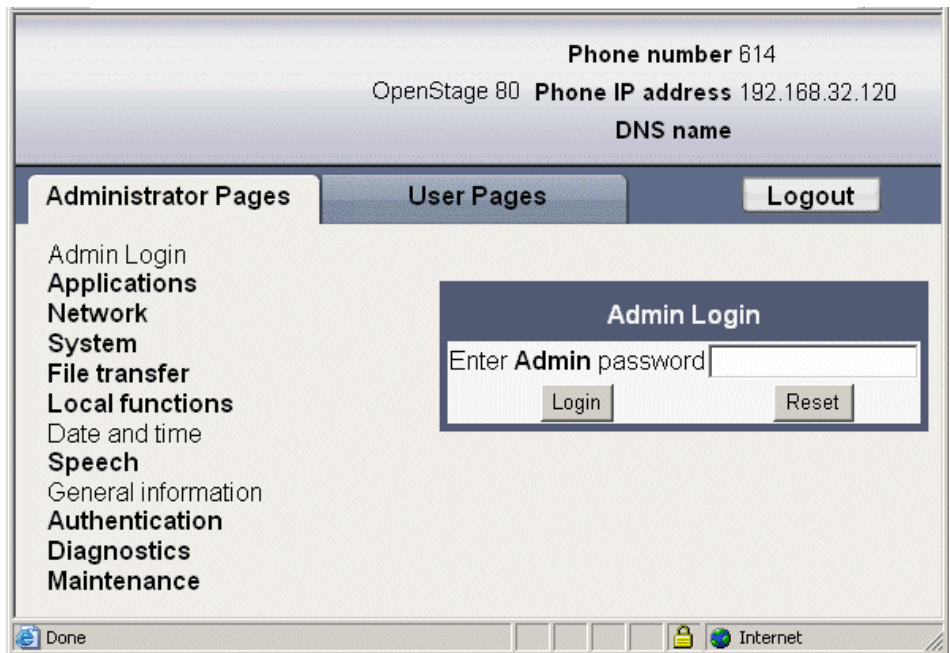 Phone number 614
OpenStage 80 Phone IP address 192.168.32.120
DNS name
Administrator Pages
User Pages
Logout
Admin Login
Applications
Network
System
File transfer
Local functions
Date and time
Speech
General information
Authentication
Diagnostics
Maintenance
Admin Login
Enter Admin password
Login Reset
Done
Internet